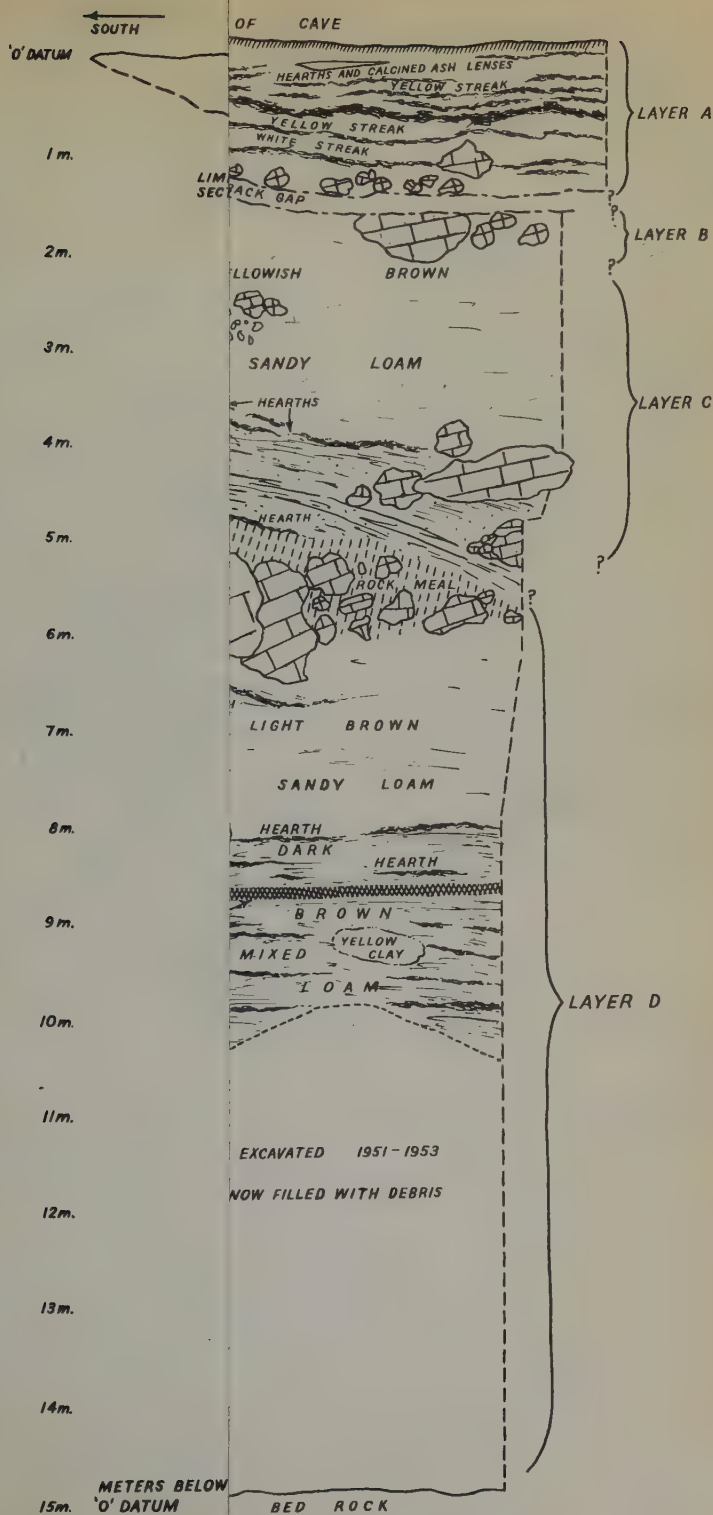 SOUTH
OF CAVE
'O' DATUM
HEARTHS AND CALCINED ASH LENSES
YELLOW STREAK
LAYER A
YELLOW STREAK
WHITE STREAK
1 m.
LIM
SEC ACK GAP
?
?
LAYER B
2m.
?
LLOWISH BROWN
3m.
SANDY LOAM
HEARTHS
LAYER C
4m.
HEARTH
5m.
?
ROCK MEAL
?
6m.
H
LIGHT BROWN
7m.
SANDY LOAM
8m.
HEARTH
DARK
HEARTH
9m.
BROWN
YELLOW
CLAY
MIXED
LOAM
LAYER D
10m.
11m.
EXCAVATED 1951-1953
12m.
NOW FILLED WITH DEBRIS
13m.
14m.
METERS BELOW
'O' DATUM
15m.
BED ROCK